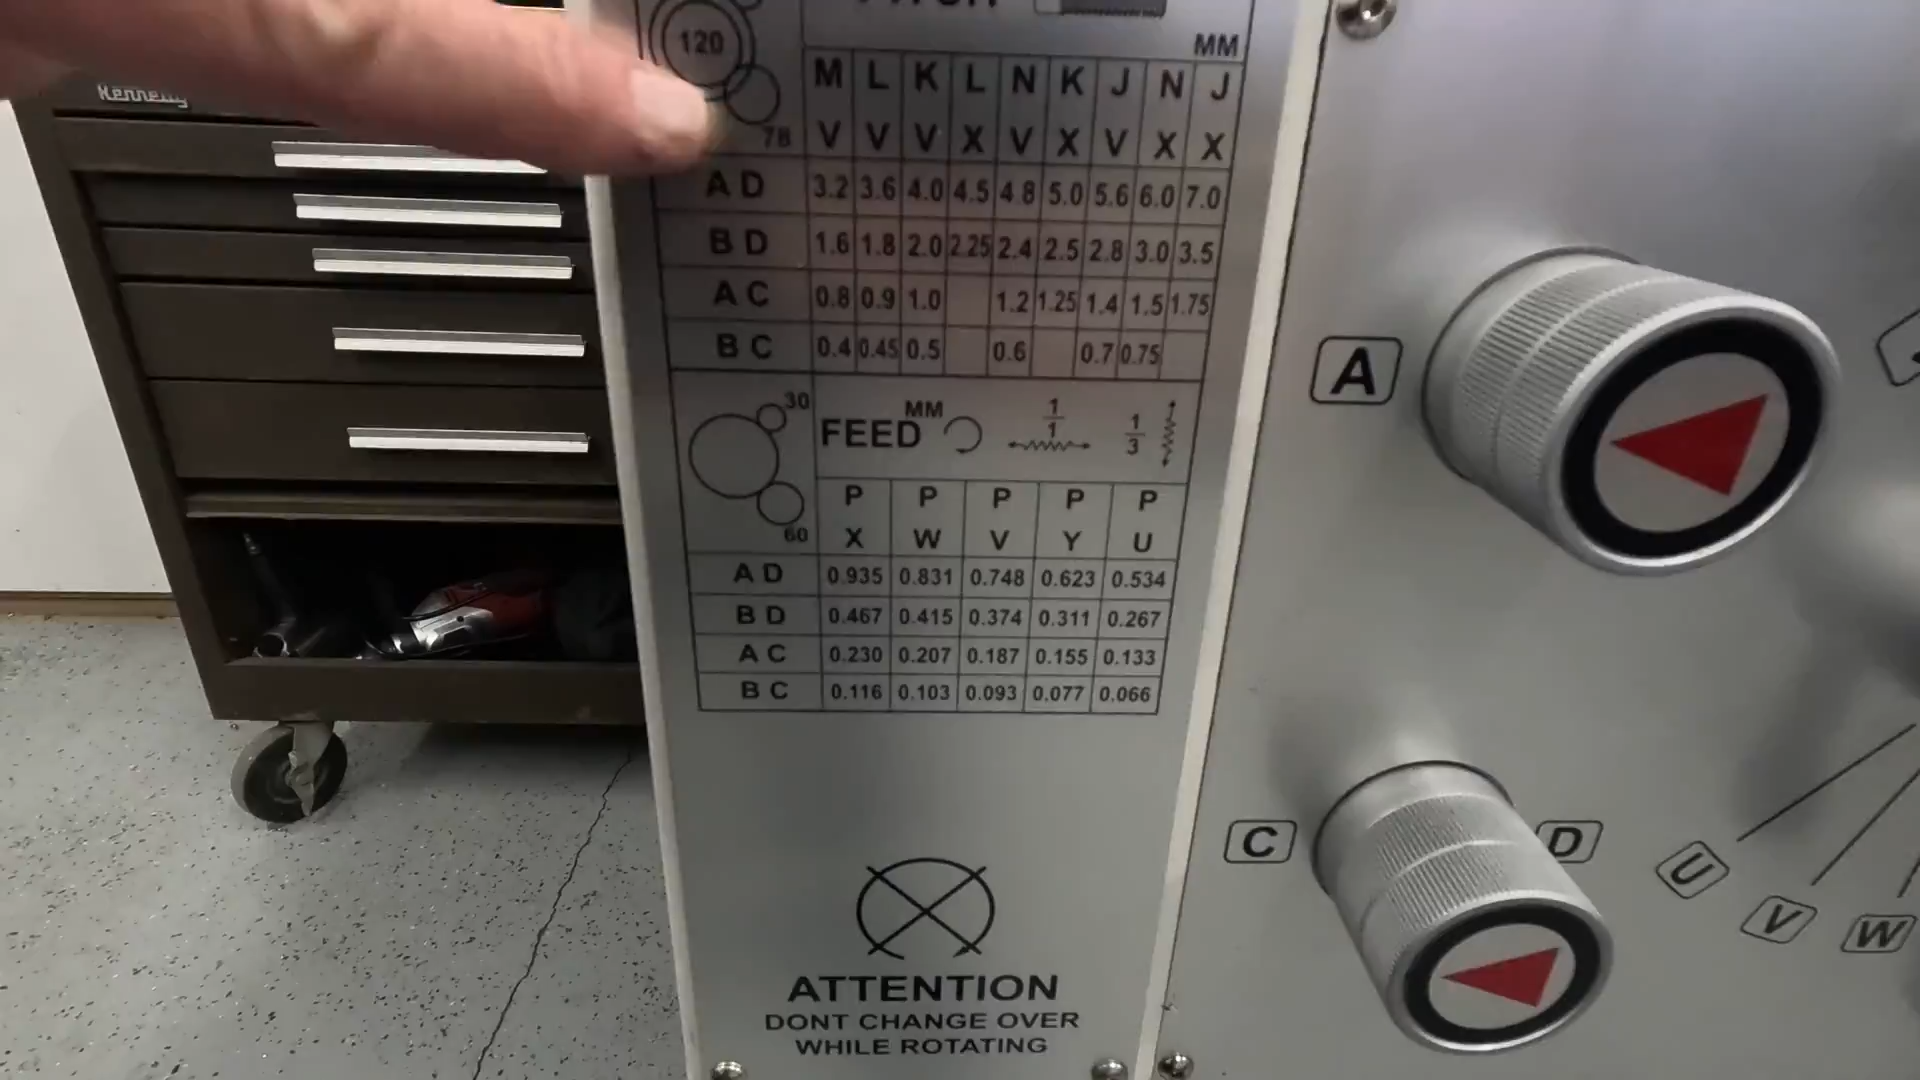 Kennedy
120
78
MM
M L K L N K J N J
V V V X V X V X X
A D 3.2 3.6 4.0 4.5 4.8 5.0 5.6 6.0 7.0
B D 1.6 1.8 2.0 2.25 2.4 2.5 2.8 3.0 3.5
A C 0.8 0.9 1.0 1.2 1.25 1.4 1.5 1.75
B C 0.4 0.45 0.5 0.6 0.7 0.75
30
60
FEED MM 1/1 1/3
P P P P P
X W V Y U
A D 0.935 0.831 0.748 0.623 0.534
B D 0.467 0.415 0.374 0.311 0.267
A C 0.230 0.207 0.187 0.155 0.133
B C 0.116 0.103 0.093 0.077 0.066
ATTENTION
DONT CHANGE OVER
WHILE ROTATING
A
C
D
U
V
W